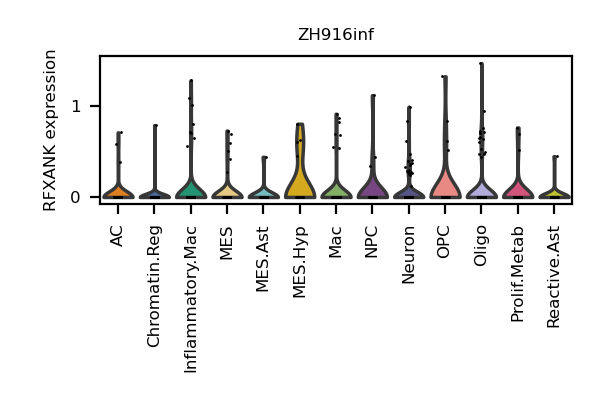 ZH916inf
RFXANK expression
1
0
AC
Chromatin.Reg
Inflammatory.Mac
MES
MES.Ast
MES.Hyp
Mac
NPC
Neuron
OPC
Oligo
Prolif.Metab
Reactive.Ast